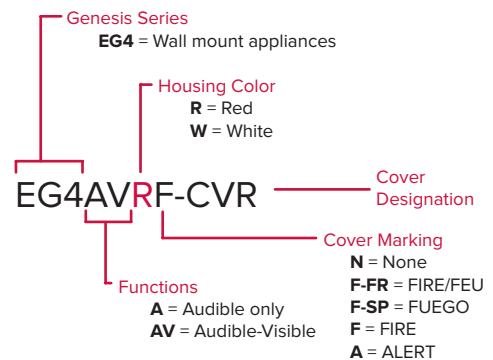 Genesis Series
EG4 = Wall mount appliances
Housing Color
R = Red
W = White
EG4AVRF-CVR
Cover
Designation
Cover Marking
N = None
F-FR = FIRE/FEU
F-SP = FUEGO
F = FIRE
A = ALERT
Functions
A = Audible only
AV = Audible-Visible